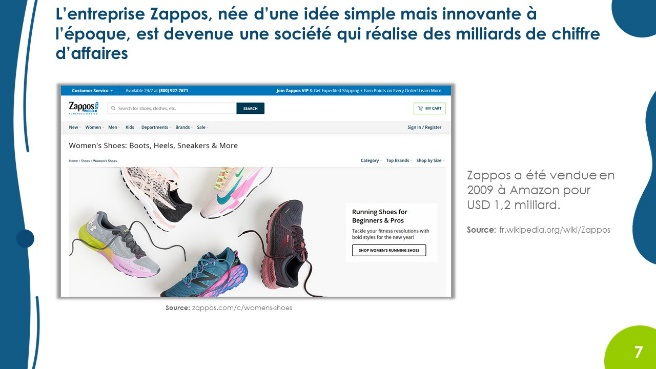 L’entreprise Zappos, née d’une idée simple mais innovante à
l’époque, est devenue une société qui réalise des milliards de chiffre
d’affaires
Customer Service
Available 24/7 at (800) 927-7671
Join Zappos VIP & Get Expedited Shipping + Earn Points on Every Order! Learn More
Zappos
Search for shoes, clothes, etc.
SEARCH
MY CART
New Women Men Kids Departments Brands Sale
Sign In / Register
Women's Shoes: Boots, Heels, Sneakers & More
Home / Shoes / Women's Shoes
Category Top Brands Shop by Size
Running Shoes for
Beginners & Pros
Tackle your fitness resolutions with
bold styles for the new year!
SHOP WOMEN'S RUNNING SHOES
Source: zappos.com/c/womens-shoes
Zappos a été vendue en
2009 à Amazon pour
USD 1,2 milliard.
Source: fr.wikipedia.org/wiki/Zappos
7